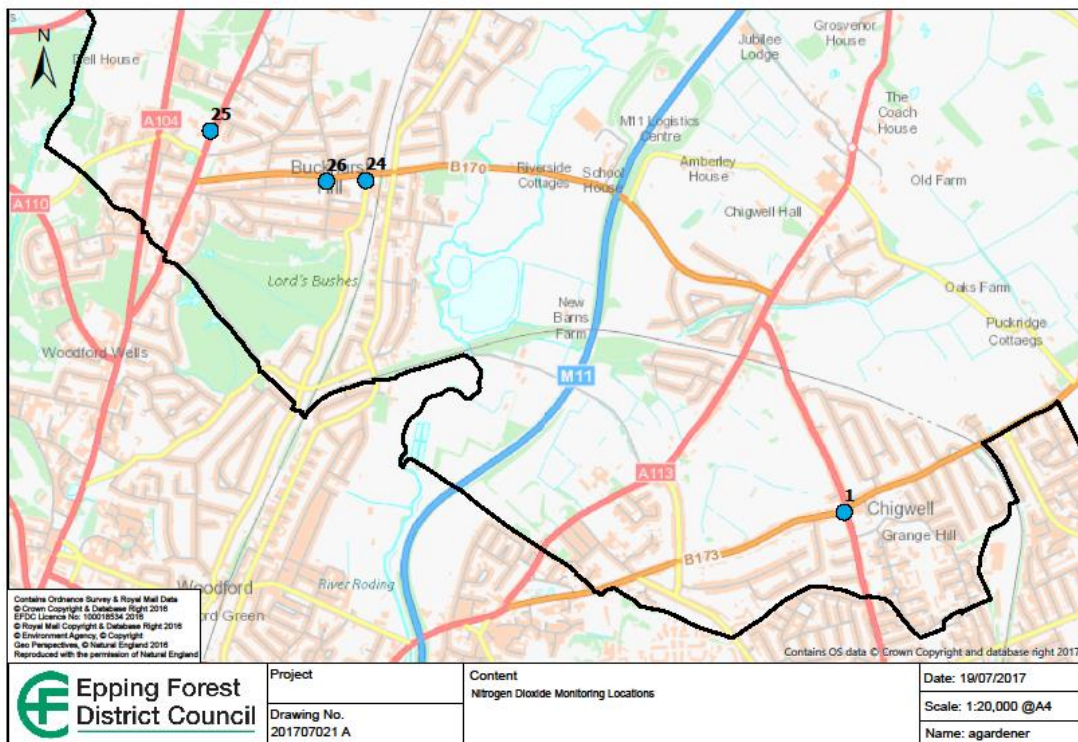 N
Dell House
A104
25
A110
Buckhurst
Hill
26
24
B170
Riverside
Cottages
School
House
M11 Logistics
Centre
Jubilee
Lodge
Grosvenor
House
The
Coach
House
Amberley
House
Old Farm
Chigwell Hall
Lord's Bushes
New
Barns
Farm
Oaks Farm
Puckridge
Cottaegs
Woodford Wells
M11
A113
1
Chigwell
Grange Hill
B173
River Roding
Woodford
ord Green
Contains Ordnance Survey & Royal Mail Data
© Crown Copyright & Database Right 2016
EFDC Licence No: 100018534 2016
© Royal Mail Copyright & Database Right 2016
© Environment Agency, © Copyright
Geo Perspectives, © Natural England 2016
Reproduced with the permission of Natural England
Contains OS data © Crown Copyright and database right 2017
Epping Forest
District Council
Project
Drawing No.
201707021 A
Content
Nitrogen Dioxide Monitoring Locations
Date: 19/07/2017
Scale: 1:20,000 @A4
Name: agardener